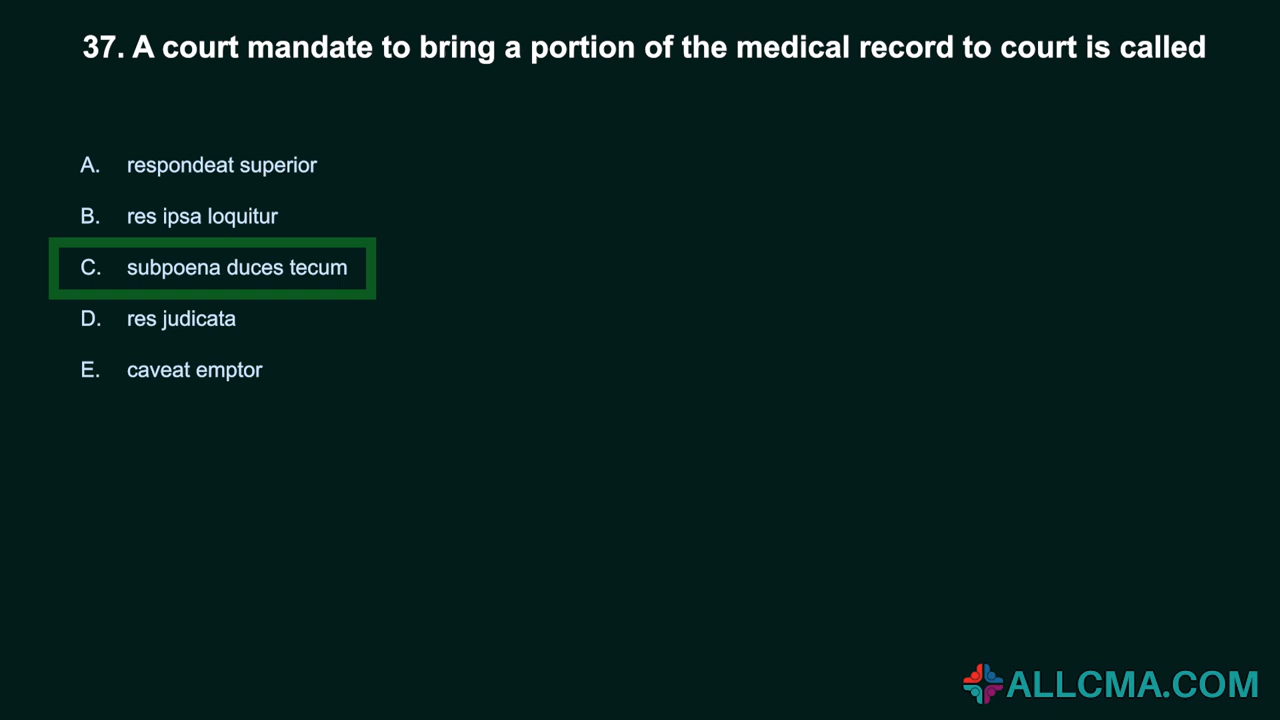 37. A court mandate to bring a portion of the medical record to court is called
A. respondeat superior
B. res ipsa loquitur
C. subpoena duces tecum
D. res judicata
E. caveat emptor
ALLCMA.COM